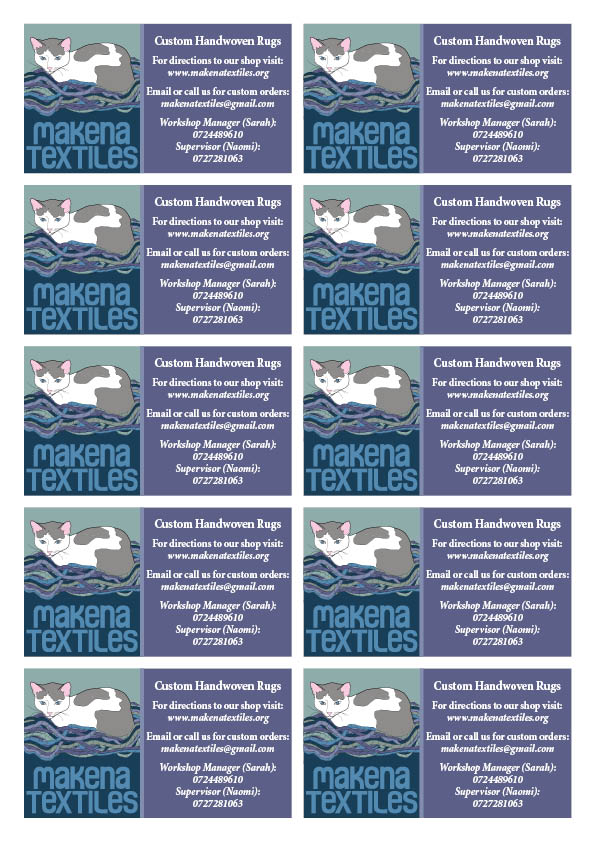 makena
TEXTILES
Custom Handwoven Rugs
For directions to our shop visit:
www.makenatextiles.org
Email or call us for custom orders:
makenatextiles@gmail.com
Workshop Manager (Sarah):
0724489610
Supervisor (Naomi):
0727281063
makena
TEXTILES
Custom Handwoven Rugs
For directions to our shop visit:
www.makenatextiles.org
Email or call us for custom orders:
makenatextiles@gmail.com
Workshop Manager (Sarah):
0724489610
Supervisor (Naomi):
0727281063
makena
TEXTILES
Custom Handwoven Rugs
For directions to our shop visit:
www.makenatextiles.org
Email or call us for custom orders:
makenatextiles@gmail.com
Workshop Manager (Sarah):
0724489610
Supervisor (Naomi):
0727281063
makena
TEXTILES
Custom Handwoven Rugs
For directions to our shop visit:
www.makenatextiles.org
Email or call us for custom orders:
makenatextiles@gmail.com
Workshop Manager (Sarah):
0724489610
Supervisor (Naomi):
0727281063
makena
TEXTILES
Custom Handwoven Rugs
For directions to our shop visit:
www.makenatextiles.org
Email or call us for custom orders:
makenatextiles@gmail.com
Workshop Manager (Sarah):
0724489610
Supervisor (Naomi):
0727281063
makena
TEXTILES
Custom Handwoven Rugs
For directions to our shop visit:
www.makenatextiles.org
Email or call us for custom orders:
makenatextiles@gmail.com
Workshop Manager (Sarah):
0724489610
Supervisor (Naomi):
0727281063
makena
TEXTILES
Custom Handwoven Rugs
For directions to our shop visit:
www.makenatextiles.org
Email or call us for custom orders:
makenatextiles@gmail.com
Workshop Manager (Sarah):
0724489610
Supervisor (Naomi):
0727281063
makena
TEXTILES
Custom Handwoven Rugs
For directions to our shop visit:
www.makenatextiles.org
Email or call us for custom orders:
makenatextiles@gmail.com
Workshop Manager (Sarah):
0724489610
Supervisor (Naomi):
0727281063
makena
TEXTILES
Custom Handwoven Rugs
For directions to our shop visit:
www.makenatextiles.org
Email or call us for custom orders:
makenatextiles@gmail.com
Workshop Manager (Sarah):
0724489610
Supervisor (Naomi):
0727281063
makena
TEXTILES
Custom Handwoven Rugs
For directions to our shop visit:
www.makenatextiles.org
Email or call us for custom orders:
makenatextiles@gmail.com
Workshop Manager (Sarah):
0724489610
Supervisor (Naomi):
0727281063